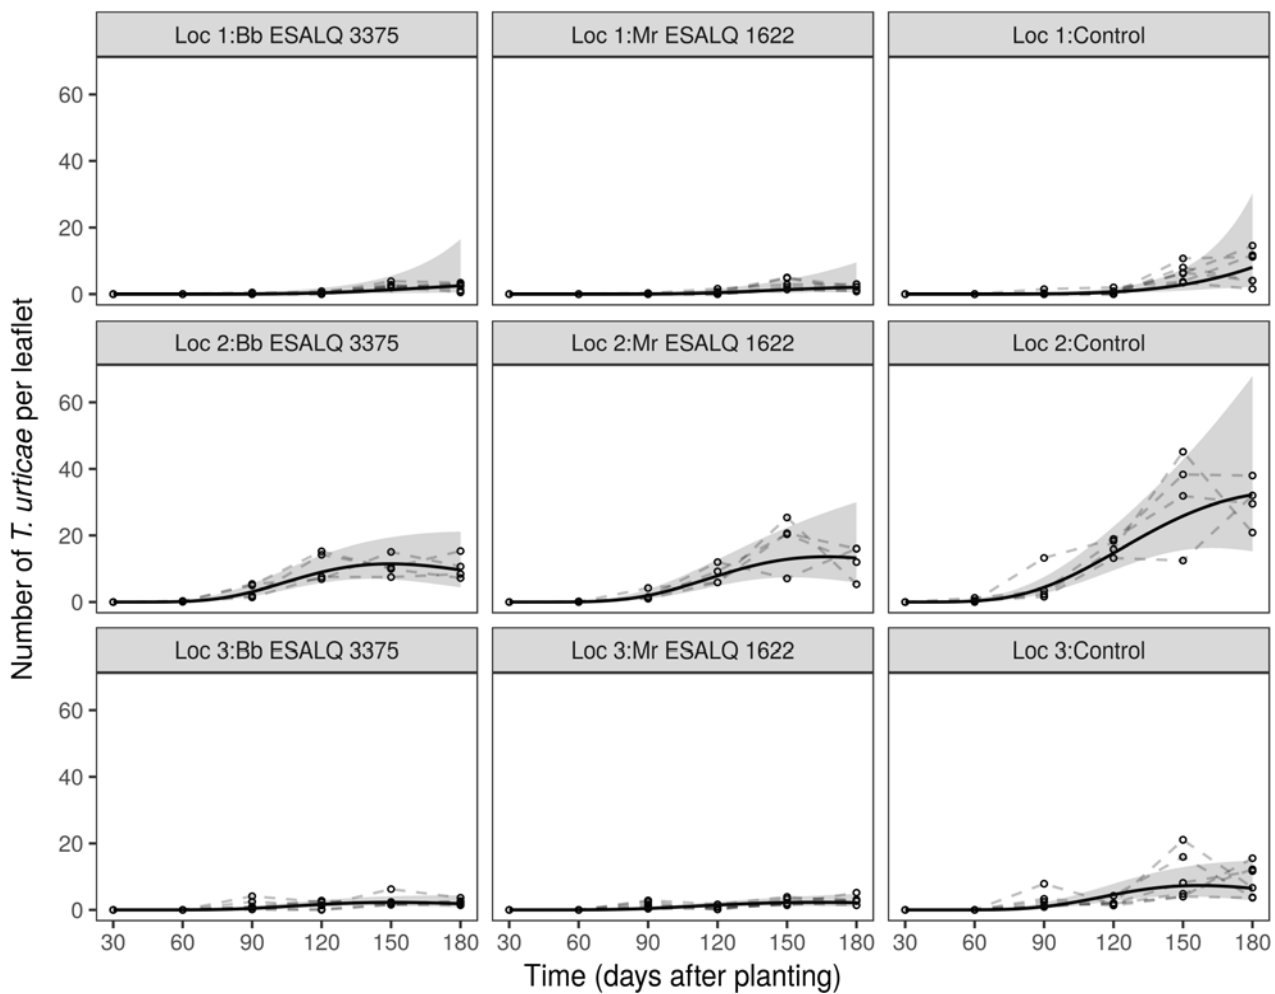 Loc 1:Bb ESALQ 3375 Loc 1:Mr ESALQ 1622 Loc 1:Control
60
40
20
0
Loc 2:Bb ESALQ 3375 Loc 2:Mr ESALQ 1622 Loc 2:Control
60
40
20
0
Loc 3:Bb ESALQ 3375 Loc 3:Mr ESALQ 1622 Loc 3:Control
60
40
20
0
30 60 90 120 150 180 30 60 90 120 150 180 30 60 90 120 150 180
Time (days after planting)
Number of T. urticae per leaflet